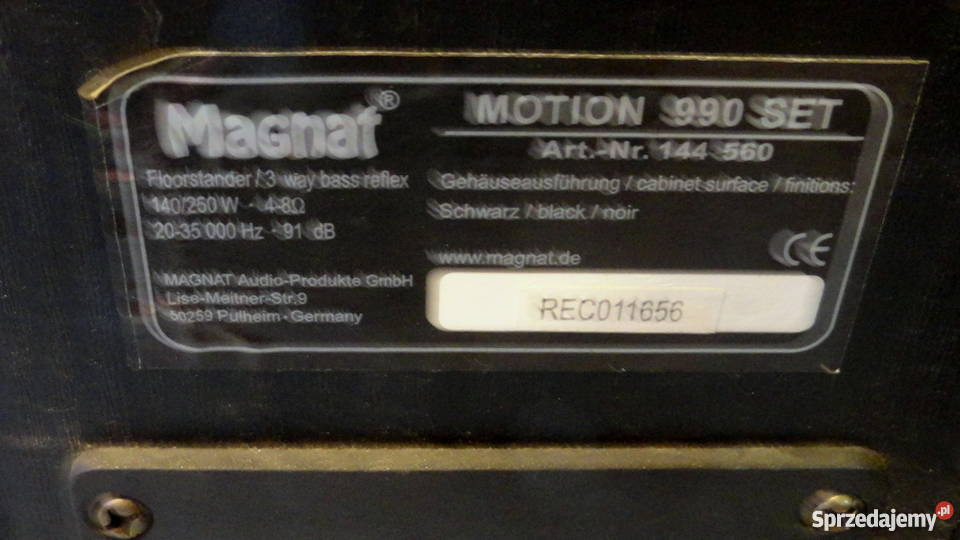 Magnat®
Floorstander / 3 way bass reflex
140/250 W - 4-8Ω
20-35 000 Hz - 91 dB
MAGNAT Audio-Produkte GmbH
Lise-Meitner-Str.9
50259 Pulheim - Germany
MOTION 990 SET
Art.-Nr. 144 560
Gehäuseausführung / cabinet surface / finitions:
Schwarz / black / noir
www.magnat.de
CE
REC011656
Sprzedajemy.pl